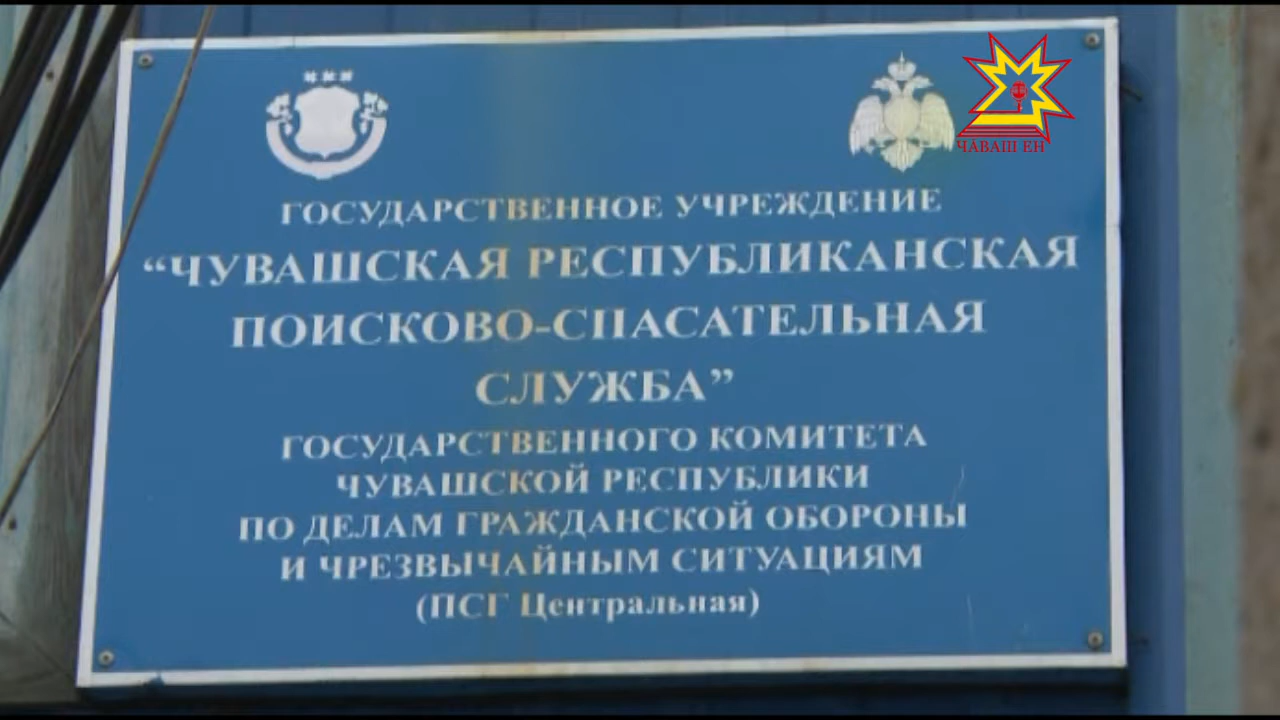 ЧӐВАШ ЕН
ГОСУДАРСТВЕННОЕ УЧРЕЖДЕНИЕ
“ЧУВАШСКАЯ РЕСПУБЛИКАНСКАЯ
ПОИСКОВО-СПАСАТЕЛЬНАЯ
СЛУЖБА”
ГОСУДАРСТВЕННОГО КОМИТЕТА
ЧУВАШСКОЙ РЕСПУБЛИКИ
ПО ДЕЛАМ ГРАЖДАНСКОЙ ОБОРОНЫ
И ЧРЕЗВЫЧАЙНЫМ СИТУАЦИЯМ
(ПСГ Центральная)